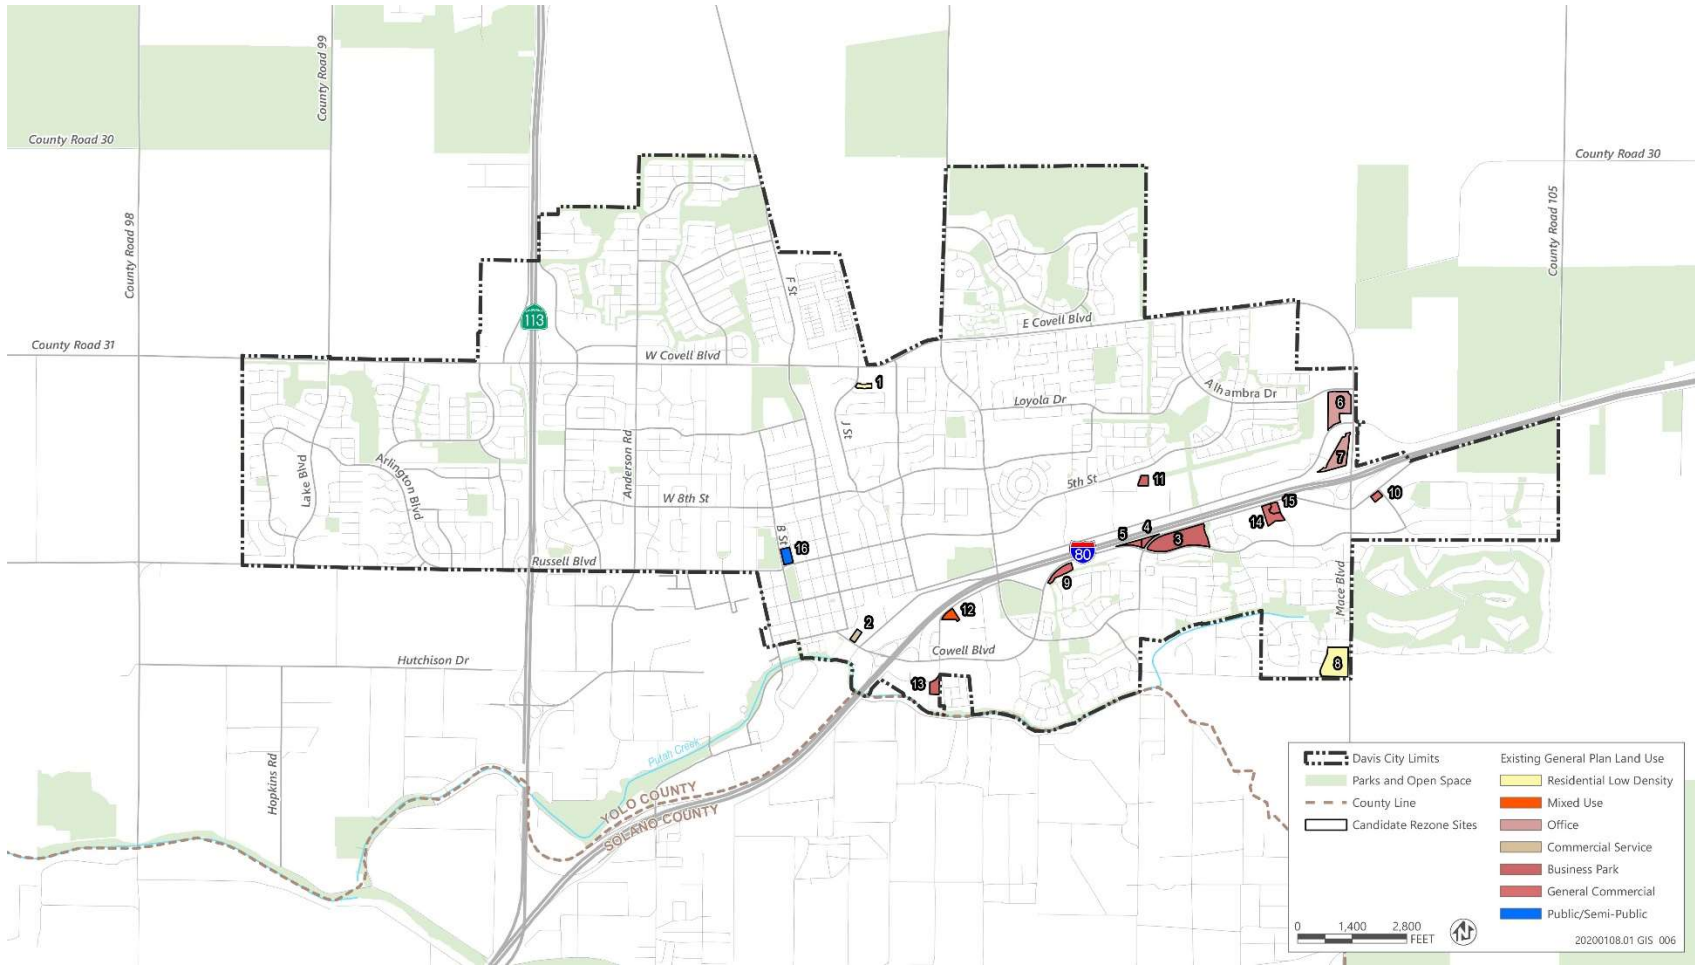 County Road 99
County Road 30
County Road 30
County Road 98
County Road 105
F St
113
E Covell Blvd
County Road 31
W Covell Blvd
1
Alhambra Dr
Loyola Dr
6
J St
Anderson Rd
Arlington Blvd
Lake Blvd
7
5th St
11
W 8th St
10
15
14
B St
16
5
4
3
80
Russell Blvd
9
Mace Blvd
12
2
Cowell Blvd
Hutchison Dr
8
13
Putah Creek
Hopkins Rd
YOLO COUNTY
SOLANO COUNTY
Davis City Limits
Parks and Open Space
County Line
Candidate Rezone Sites
Existing General Plan Land Use
Residential Low Density
Mixed Use
Office
Commercial Service
Business Park
General Commercial
Public/Semi-Public
0 1,400 2,800
FEET
N
20200108.01 GIS 006